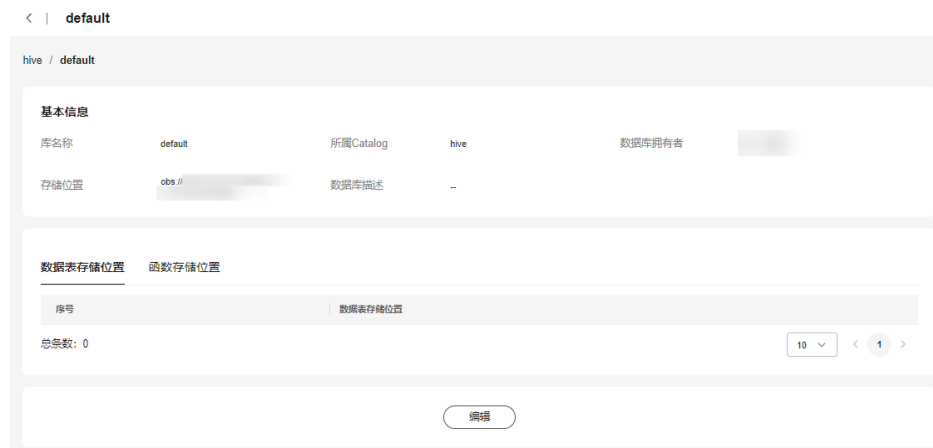 default
hive / default
基本信息
库名称 default 所属Catalog hive 数据库拥有者
存储位置 obs:// 数据库描述 --
数据表存储位置 函数存储位置
序号 数据表存储位置
总条数: 0 10 1
编辑